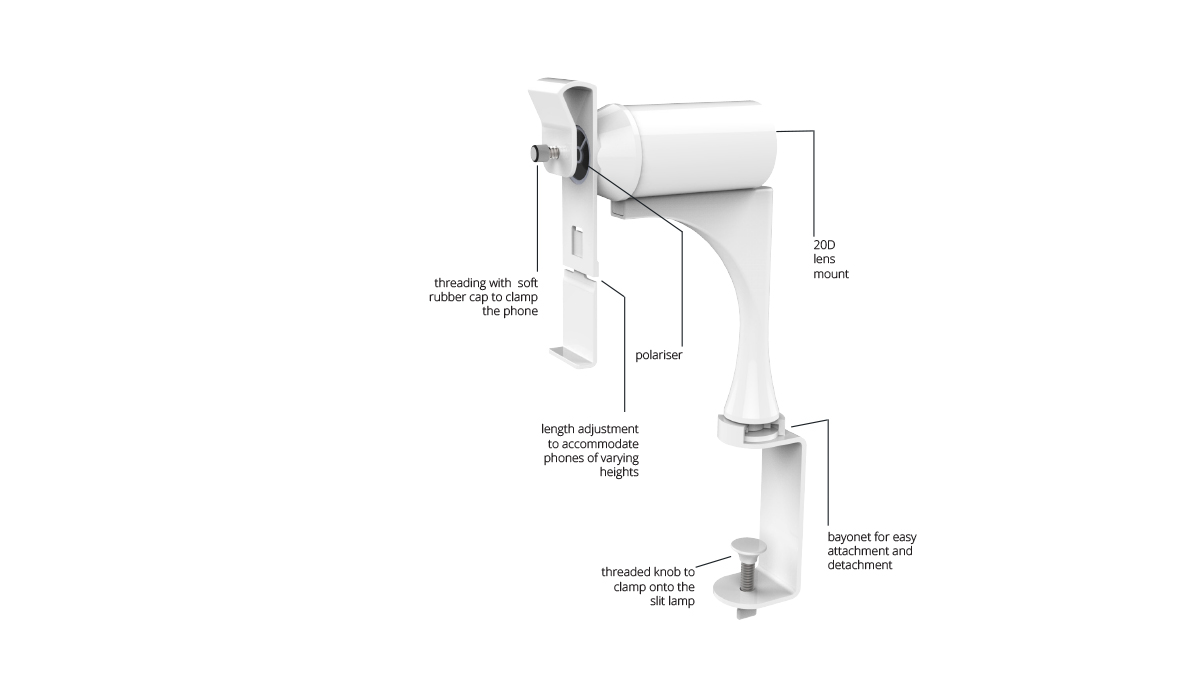 20D
lens
mount
threading with soft
rubber cap to clamp
the phone
polariser
length adjustment
to accommodate
phones of varying
heights
bayonet for easy
attachment and
detachment
threaded knob to
clamp onto the
slit lamp